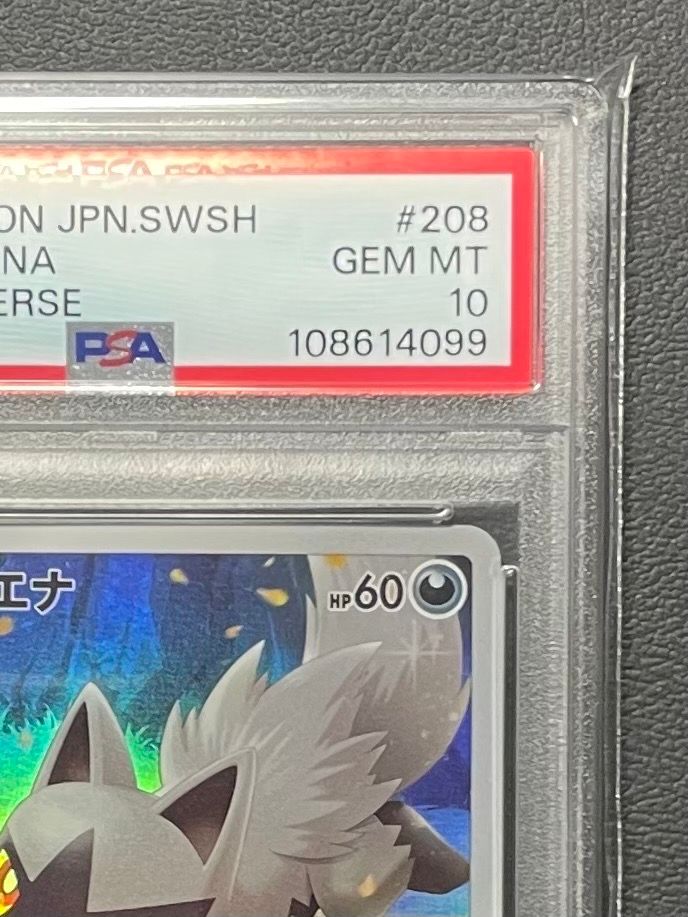 ON JPN.SWSH #208
NA GEM MT
ERSE 10
PSA 108614099
エナ HP60